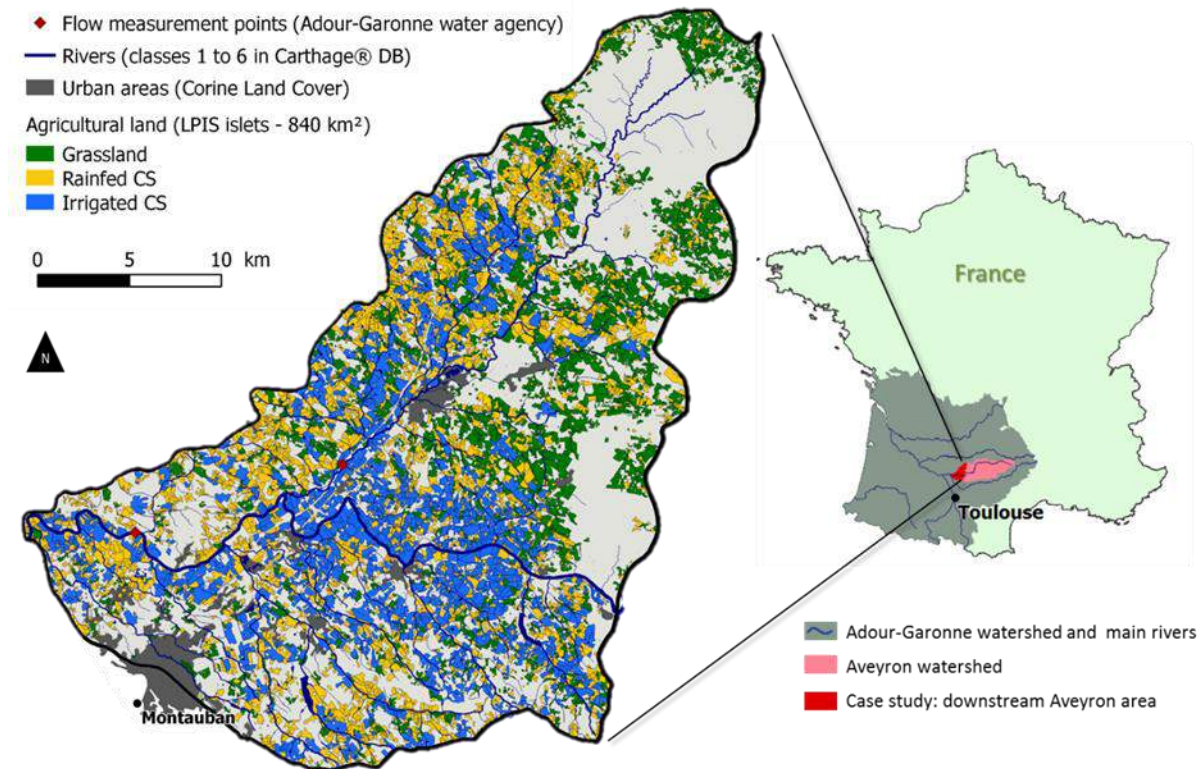 Flow measurement points (Adour-Garonne water agency)
Rivers (classes 1 to 6 in Carthage® DB)
Urban areas (Corine Land Cover)
Agricultural land (LPIS islets - 840 km²)
Grassland
Rainfed CS
Irrigated CS
0 5 10 km
N
Montauban
France
Toulouse
Adour-Garonne watershed and main rivers
Aveyron watershed
Case study: downstream Aveyron area